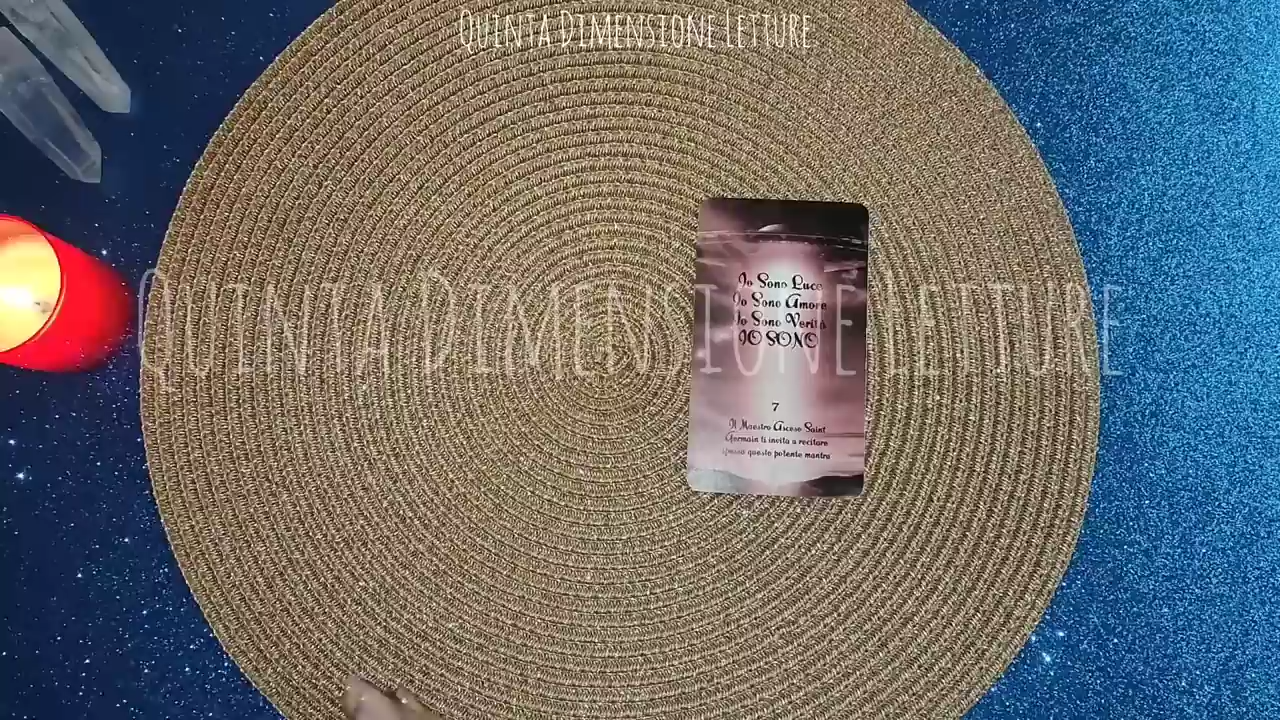 Quinta Dimensione Letture
Io Sono Luce
Io Sono Amore
Io Sono Verità
IO SONO
Quinta Dimensione Letture
7
Il Maestro Asceso Saint
Germain ti invita a recitare
spesso questo potente mantra